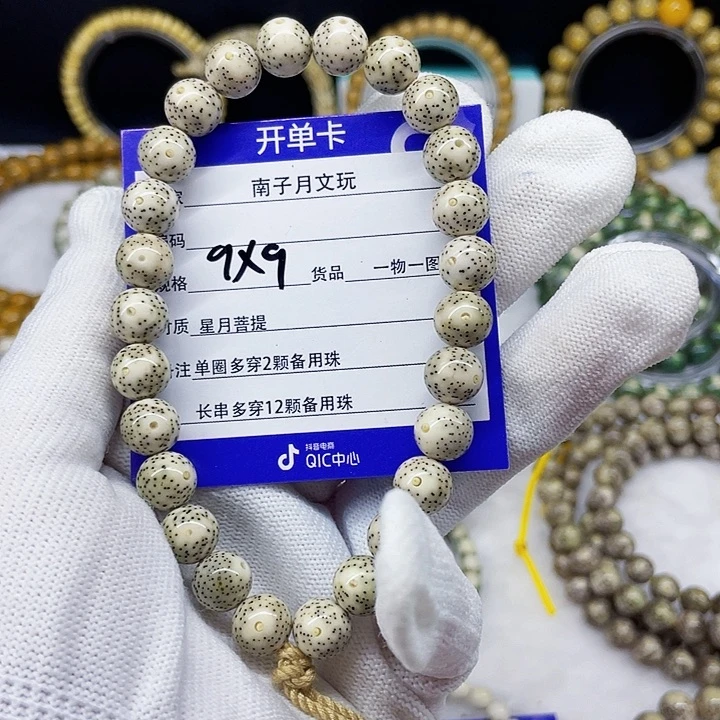 开单卡
南子月文玩
码
规格 9X9 货品 一物一图
质 星月菩提
注 单圈多穿2颗备用珠
长串多穿12颗备用珠
抖音电商
QIC中心